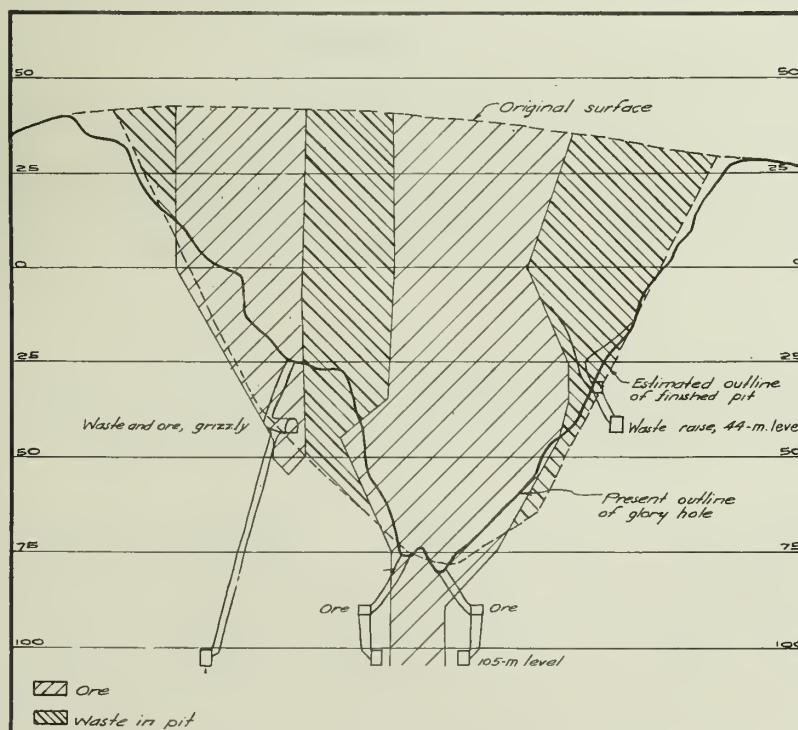 50 50
Original surface
25 25
0 0
25 25
Estimated outline
of finished pit
Waste and ore, grizzly
Waste raise, 44-m. level
50 50
Present outline
of glory hole
75 75
Ore Ore
100 100
105-m level
Ore
Waste in pit